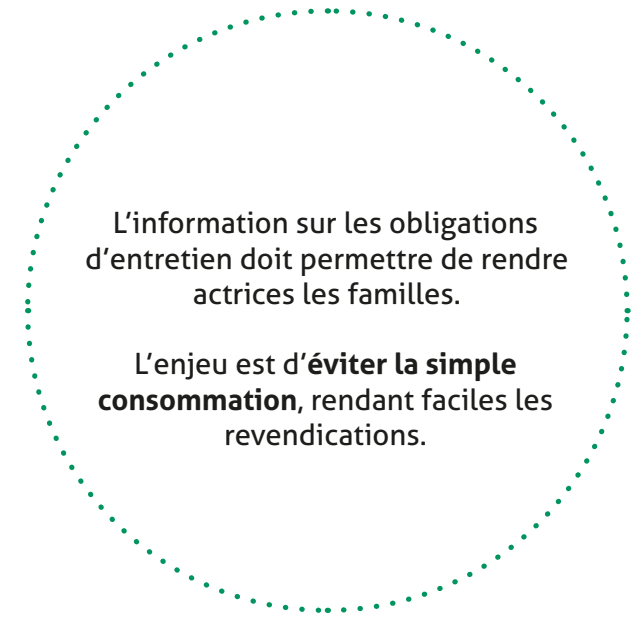 L’information sur les obligations
d’entretien doit permettre de rendre
actrices les familles.
L’enjeu est d’éviter la simple
consommation, rendant faciles les
revendications.